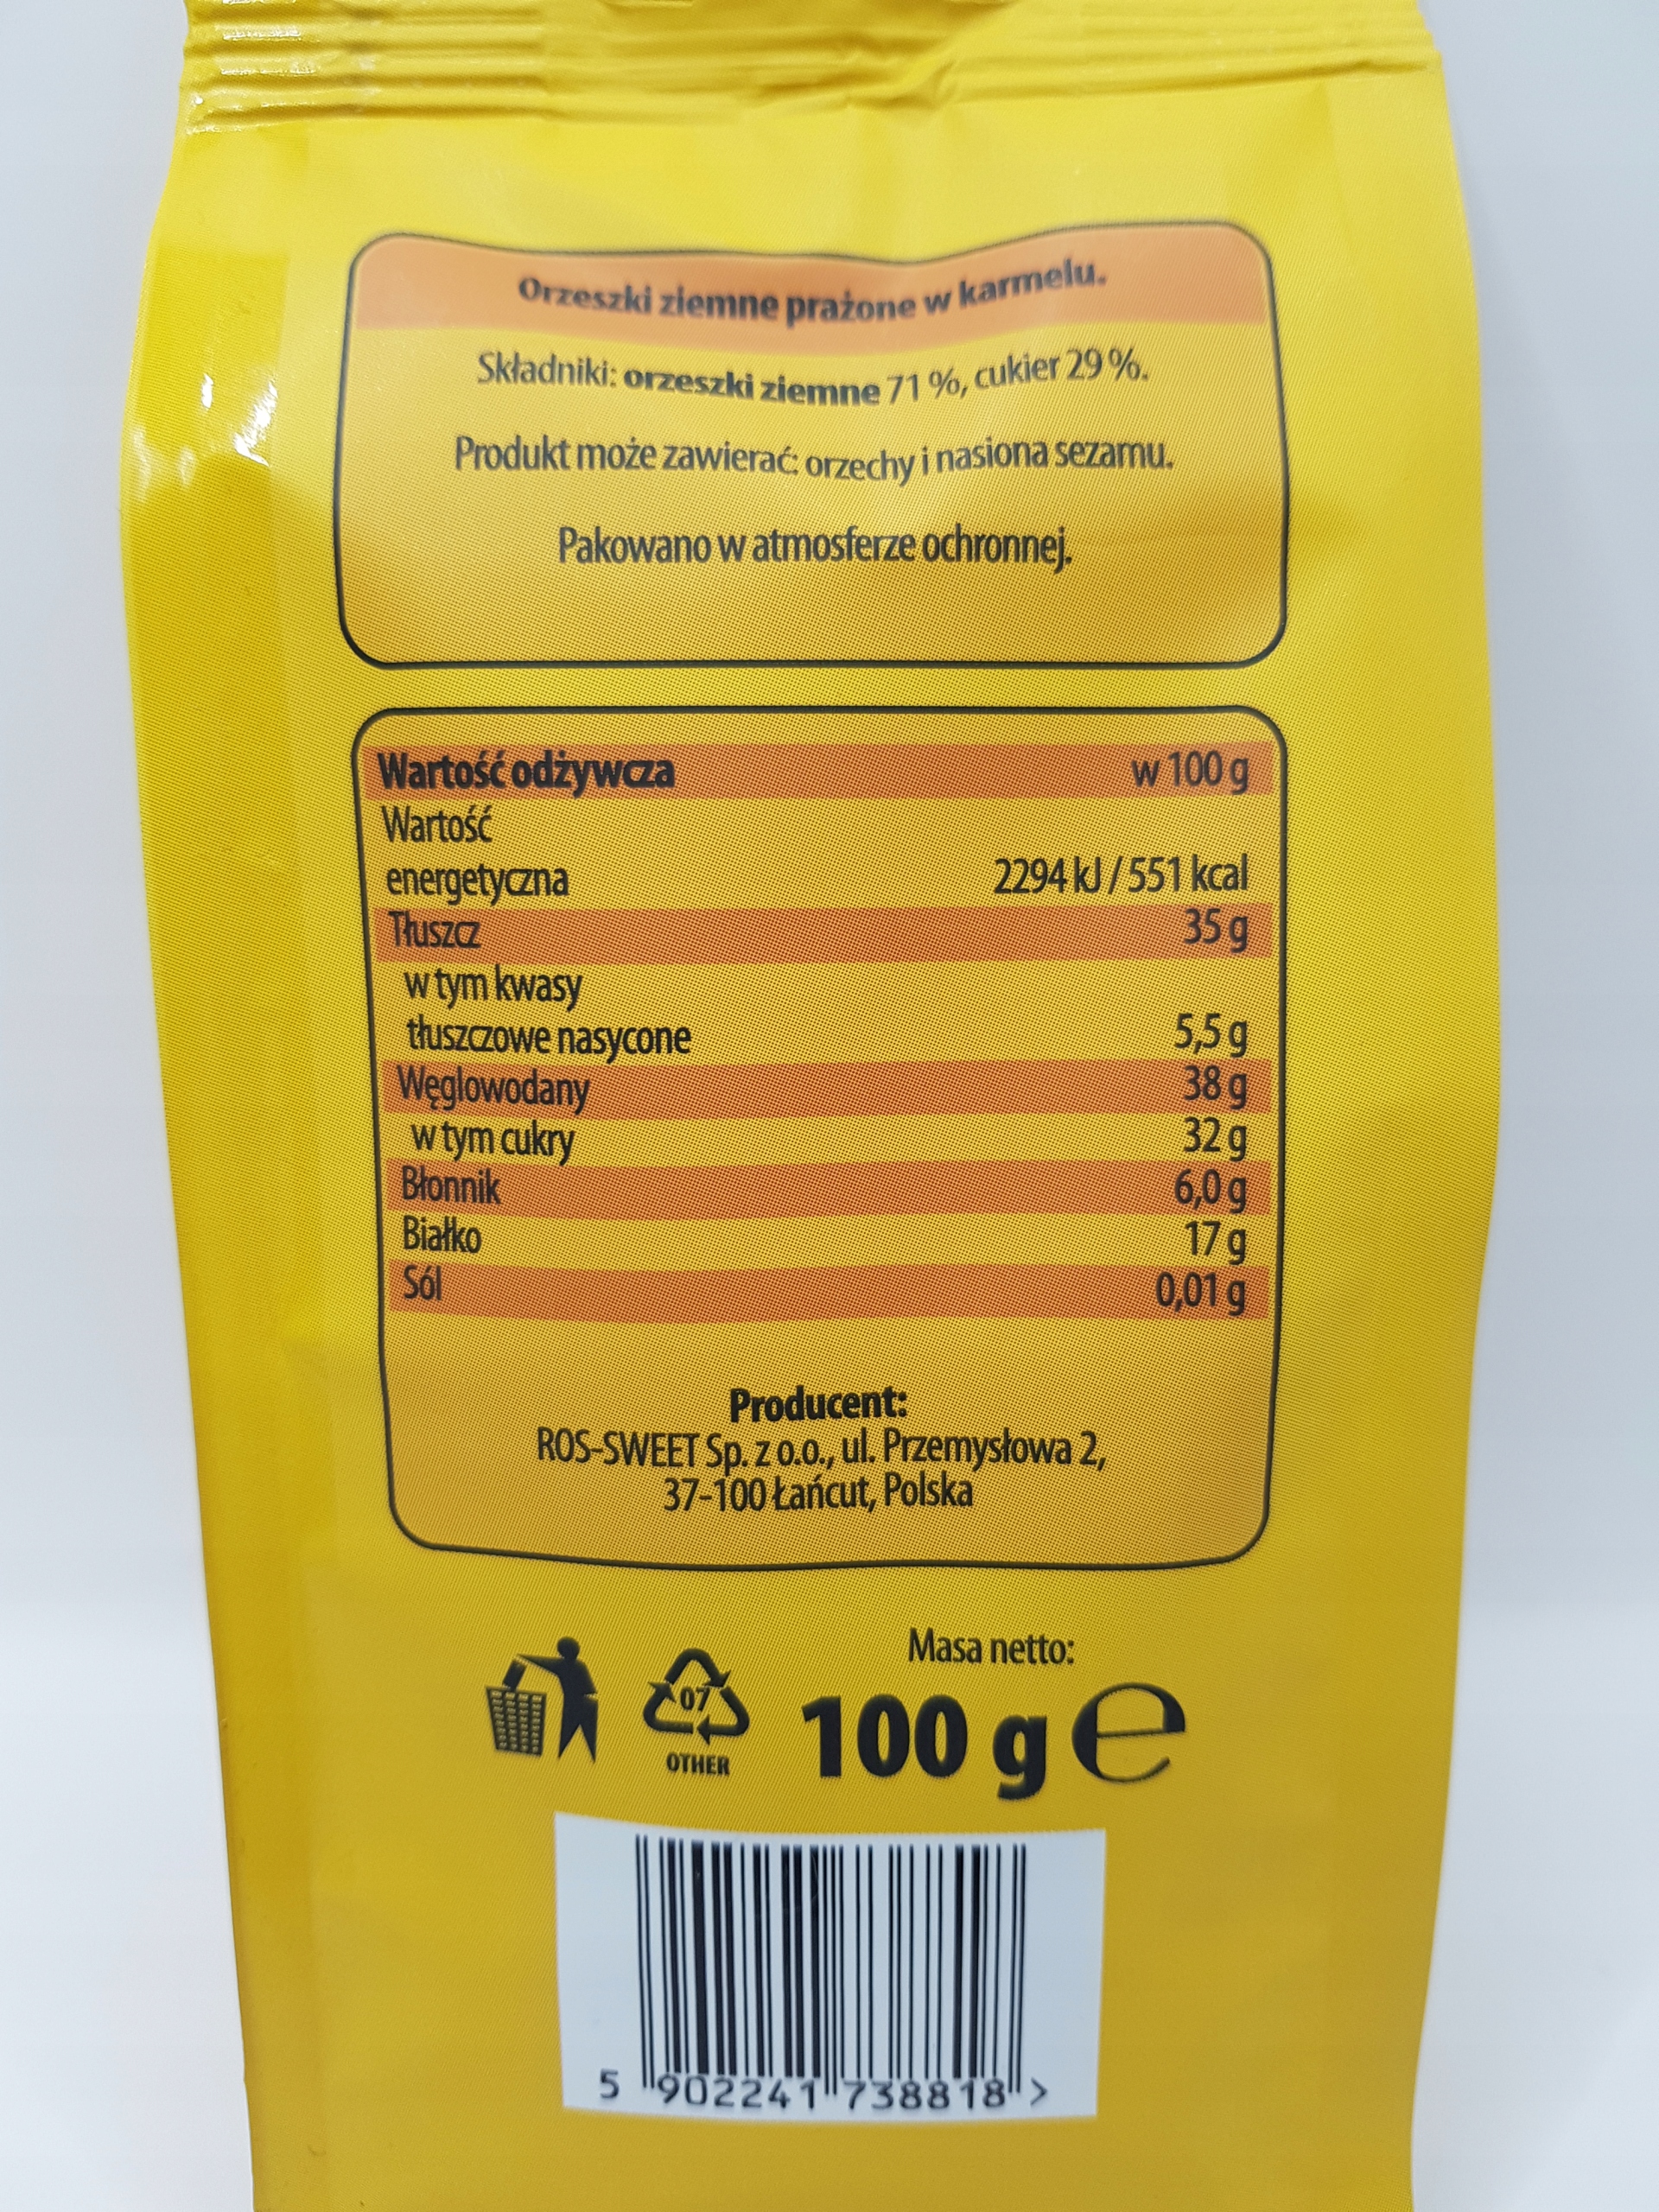 Orzeszki ziemne prażone w karmelu.
Składniki: orzeszki ziemne 71 %, cukier 29 %.
Produkt może zawierać: orzechy i nasiona sezamu.
Pakowano w atmosferze ochronnej.
Wartość odżywcza w 100 g
Wartość
energetyczna 2294 kJ / 551 kcal
Tłuszcz 35 g
w tym kwasy
tłuszczowe nasycone 5,5 g
Węglowodany 38 g
w tym cukry 32 g
Błonnik 6,0 g
Białko 17 g
Sól 0,01 g
Producent:
ROS-SWEET Sp. z o.o., ul. Przemysłowa 2,
37-100 Łańcut, Polska
Masa netto:
100 g e
07
OTHER
5 902241 738818 >